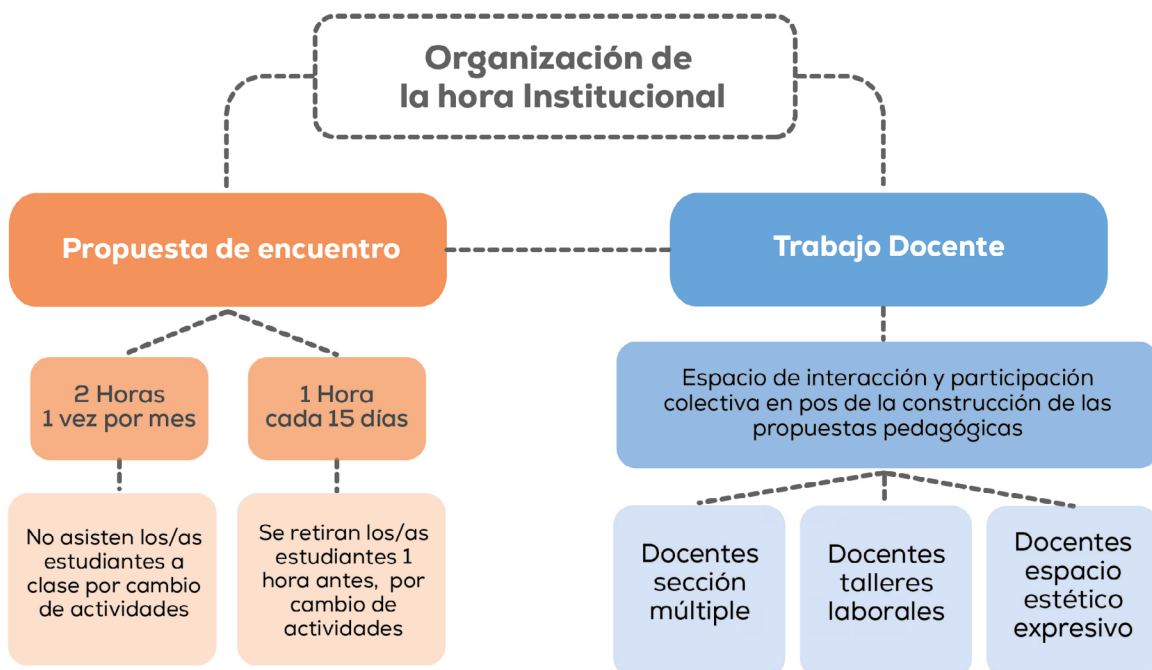 Organización de
la hora Institucional
Propuesta de encuentro
Trabajo Docente
2 Horas
1 vez por mes
1 Hora
cada 15 días
Espacio de interacción y participación
colectiva en pos de la construcción de las
propuestas pedagógicas
No asisten los/as
estudiantes a
clase por cambio
de actividades
Se retiran los/as
estudiantes 1
hora antes, por
cambio de
actividades
Docentes
sección
múltiple
Docentes
talleres
laborales
Docentes
espacio
estético
expresivo